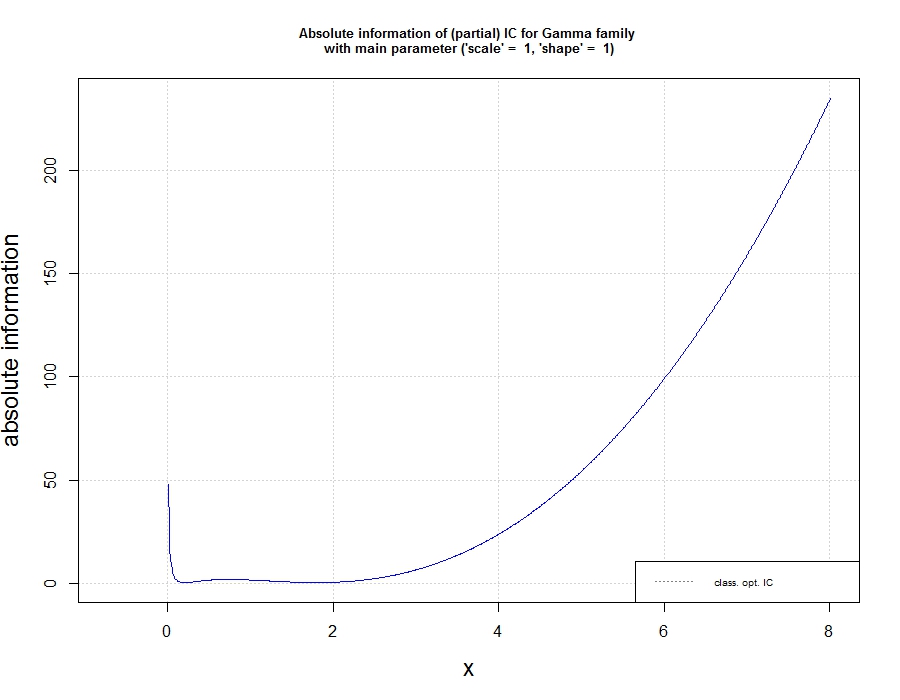 Absolute information of (partial) IC for Gamma family
with main parameter ('scale' = 1, 'shape' = 1)
absolute information
200
150
100
50
0
class. opt. IC
0 2 4 6 8
x